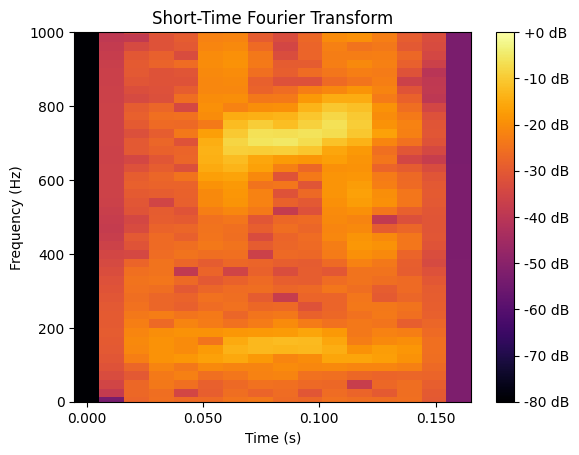 Short-Time Fourier Transform
Frequency (Hz)
1000
800
600
400
200
0
0.000
0.050
0.100
0.150
Time (s)
+0 dB
-10 dB
-20 dB
-30 dB
-40 dB
-50 dB
-60 dB
-70 dB
-80 dB